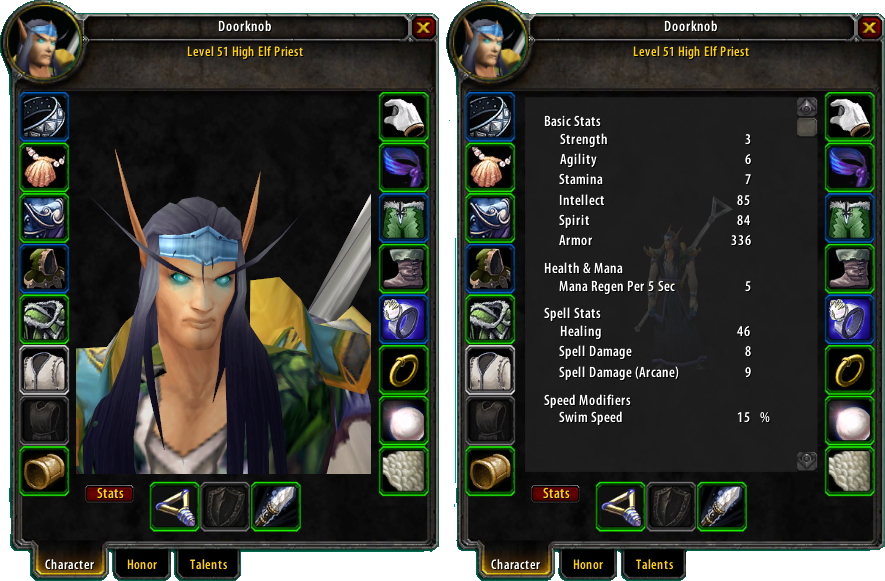 Doorknob
Level 51 High Elf Priest
Stats
Character
Honor
Talents
Doorknob
Level 51 High Elf Priest
Basic Stats
Strength 3
Agility 6
Stamina 7
Intellect 85
Spirit 84
Armor 336
Health & Mana
Mana Regen Per 5 Sec 5
Spell Stats
Healing 46
Spell Damage 8
Spell Damage (Arcane) 9
Speed Modifiers
Swim Speed 15 %
Stats
Character
Honor
Talents